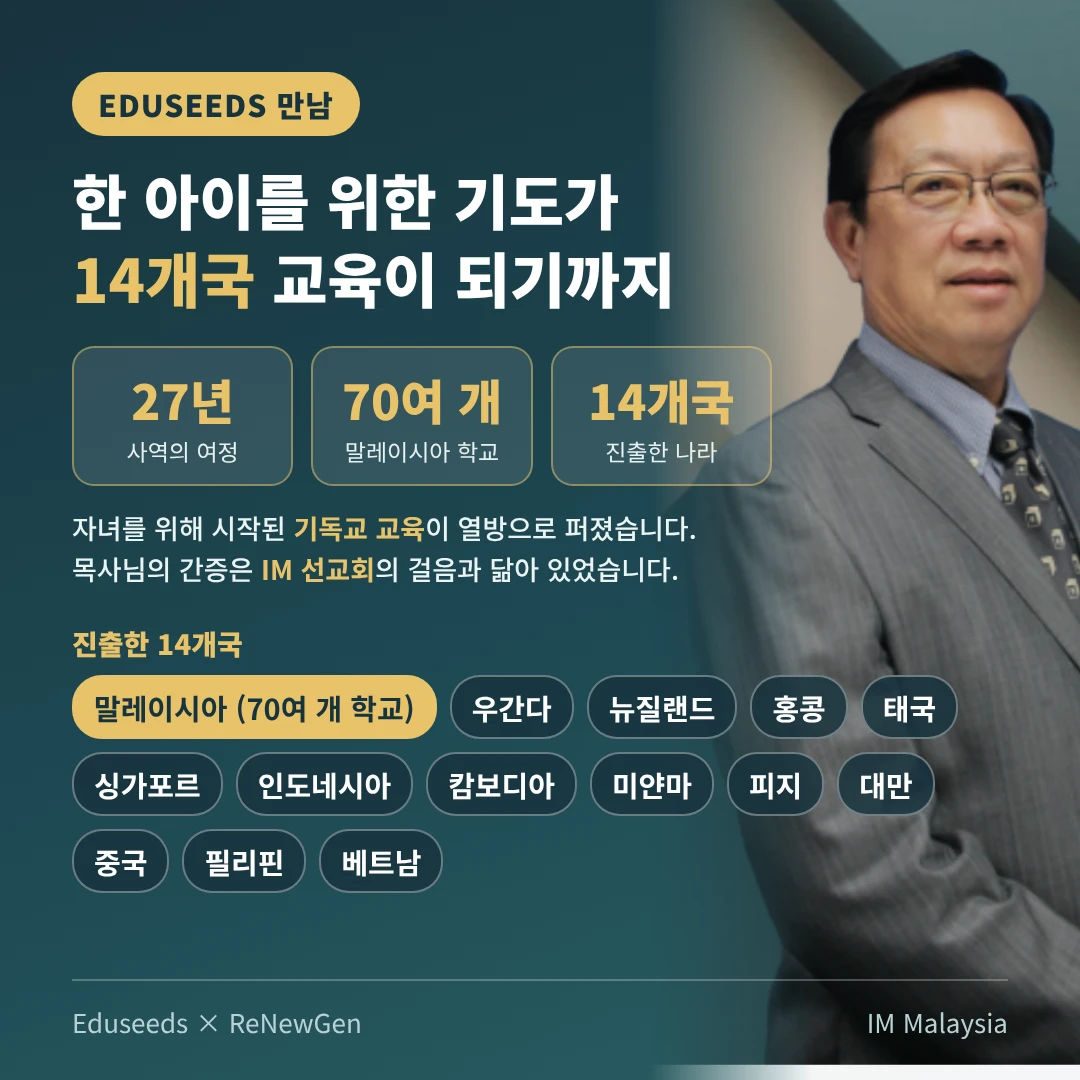 EDUSEEDS 만남
한 아이를 위한 기도가
14개국 교육이 되기까지
27년 70여 개 14개국
사역의 여정 말레이시아 학교 진출한 나라
자녀를 위해 시작된 기독교 교육이 열방으로 퍼졌습니다.
목사님의 간증은 IM 선교회의 걸음과 닮아 있었습니다.
진출한 14개국
말레이시아 (70여 개 학교) 우간다 뉴질랜드 홍콩 태국
싱가포르 인도네시아 캄보디아 미얀마 피지 대만
중국 필리핀 베트남
Eduseeds × ReNewGen IM Malaysia